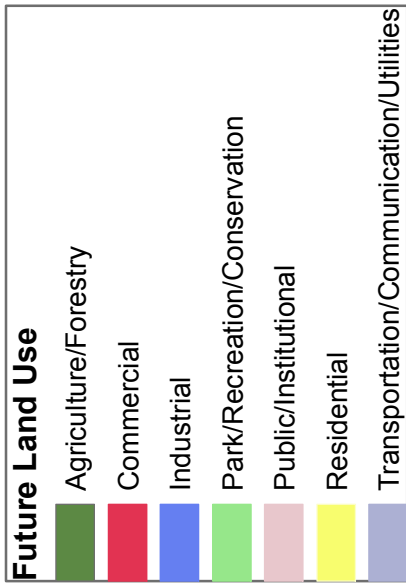 Future Land Use
Agriculture/Forestry
Commercial
Industrial
Park/Recreation/Conservation
Public/Institutional
Residential
Transportation/Communication/Utilities